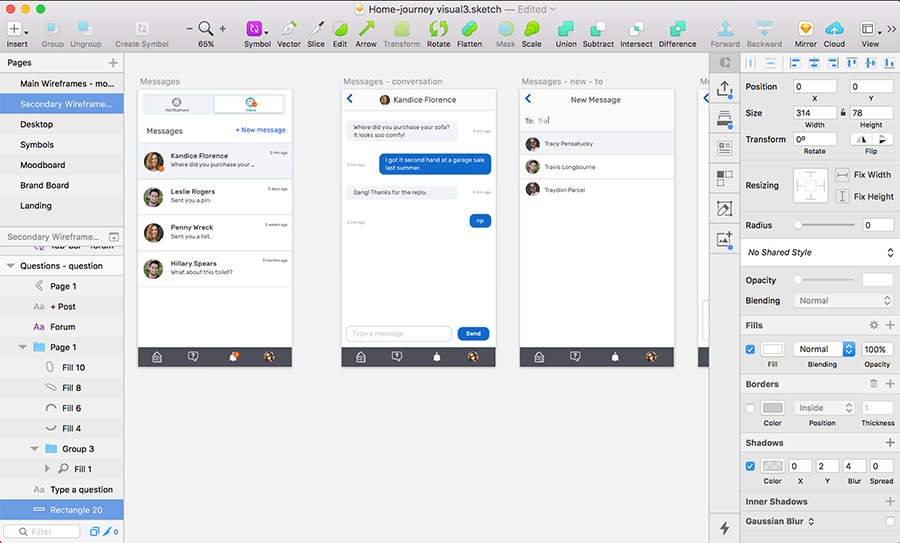 Home-journey visual3.sketch — Edited
Insert
Group
Ungroup
Create Symbol
65%
Symbol
Vector
Slice
Edit
Arrow
Transform
Rotate
Flatten
Mask
Scale
Union
Subtract
Intersect
Difference
Forward
Backward
Mirror
Cloud
View
Pages
Main Wireframes - mo...
Secondary Wireframe...
Desktop
Symbols
Moodboard
Brand Board
Landing
Secondary Wireframe...
Questions - question
Page 1
Aa + Post
Aa Forum
Page 1
Fill 10
Fill 8
Fill 6
Fill 4
Group 3
Fill 1
Aa Type a question
Rectangle 20
Filter
0
Messages
Notifications
Inbox
Messages
+ New message
Kandice Florence
2 min ago
Where did you purchase your ...
Leslie Rogers
5 days ago
Sent you a pin.
Penny Wreck
2 weeks ago
Sent you a list.
Hillary Spears
3 months ago
What about this toilet?
Messages - conversation
Kandice Florence
Where did you purchase your sofa?
It looks soo comfy!
5 min ago
I got it second hand at a garage sale
last summer.
2 min ago
Dang! Thanks for the reply.
np
2 min ago
Type a message
Send
Messages - new - to
New Message
To: Tra
Tracy Pensatucky
Travis Longbourne
Traydon Parcel
Position
0
0
X
Y
Size
314
78
Width
Height
Transform
0º
Rotate
Flip
Resizing
Fix Width
Fix Height
Radius
0
No Shared Style
Opacity
Blending
Normal
Fills
Normal
100%
Fill
Blending
Opacity
Borders
Inside
1
Color
Position
Thickness
Shadows
0
2
4
0
Color
X
Y
Blur
Spread
Inner Shadows
Gaussian Blur